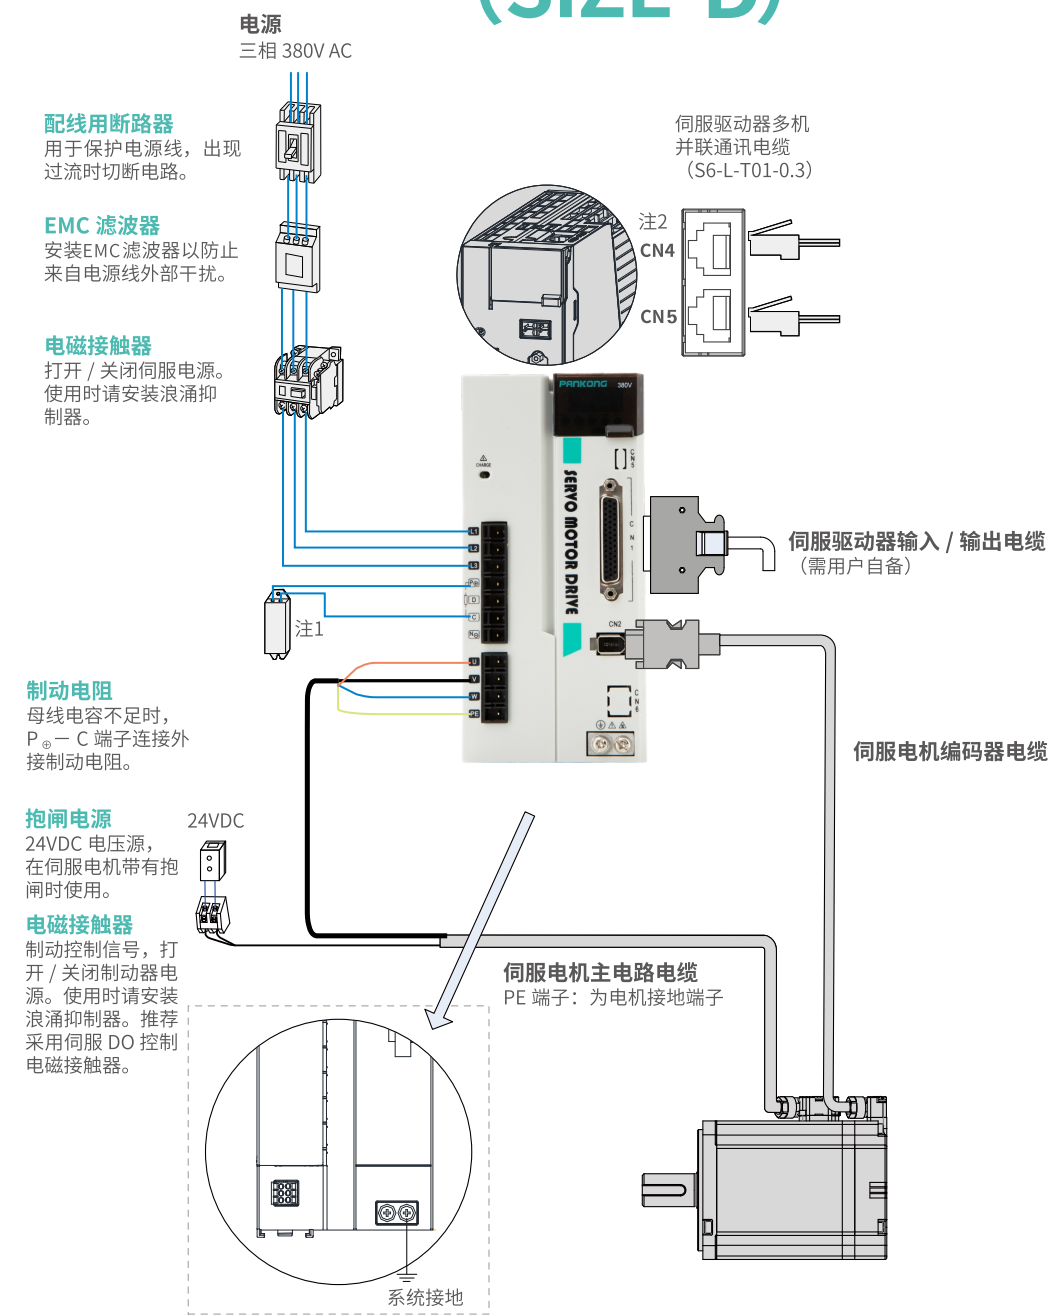 (SIZE D)
电源
三相 380V AC
配线用断路器
用于保护电源线，出现
过流时切断电路。
EMC 滤波器
安装EMC滤波器以防止
来自电源线外部干扰。
电磁接触器
打开 / 关闭伺服电源。
使用时请安装浪涌抑
制器。
伺服驱动器多机
并联通讯电缆
（S6-L-T01-0.3）
注2
CN4
CN5
PANKONG
380V
CHARGE
SERVO MOTOR DRIVE
CN5
CN1
L1
L2
L3
P⊕
D
C
N⊖
注1
U
V
W
PE
CN2
CN6
伺服驱动器输入 / 输出电缆
（需用户自备）
制动电阻
母线电容不足时，
P⊕— C 端子连接外
接制动电阻。
伺服电机编码器电缆
抱闸电源
24VDC 电压源，
在伺服电机带有抱
闸时使用。
24VDC
电磁接触器
制动控制信号，打
开 / 关闭制动器电
源。使用时请安装
浪涌抑制器。推荐
采用伺服 DO 控制
电磁接触器。
伺服电机主电路电缆
PE 端子：为电机接地端子
系统接地